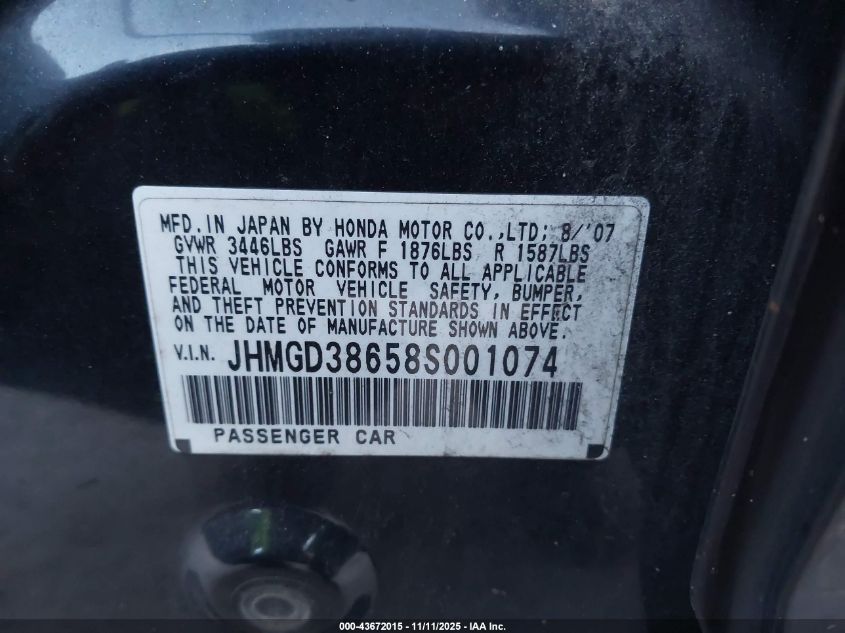 MFD. IN JAPAN BY HONDA MOTOR CO.,LTD; 8/'07
GVWR 3446LBS GAWR F 1876LBS R 1587LBS
THIS VEHICLE CONFORMS TO ALL APPLICABLE
FEDERAL MOTOR VEHICLE SAFETY, BUMPER,
AND THEFT PREVENTION STANDARDS IN EFFECT
ON THE DATE OF MANUFACTURE SHOWN ABOVE.
V.I.N. JHMGD38658S001074
PASSENGER CAR
000-43672015 - 11/11/2025 - IAA Inc.